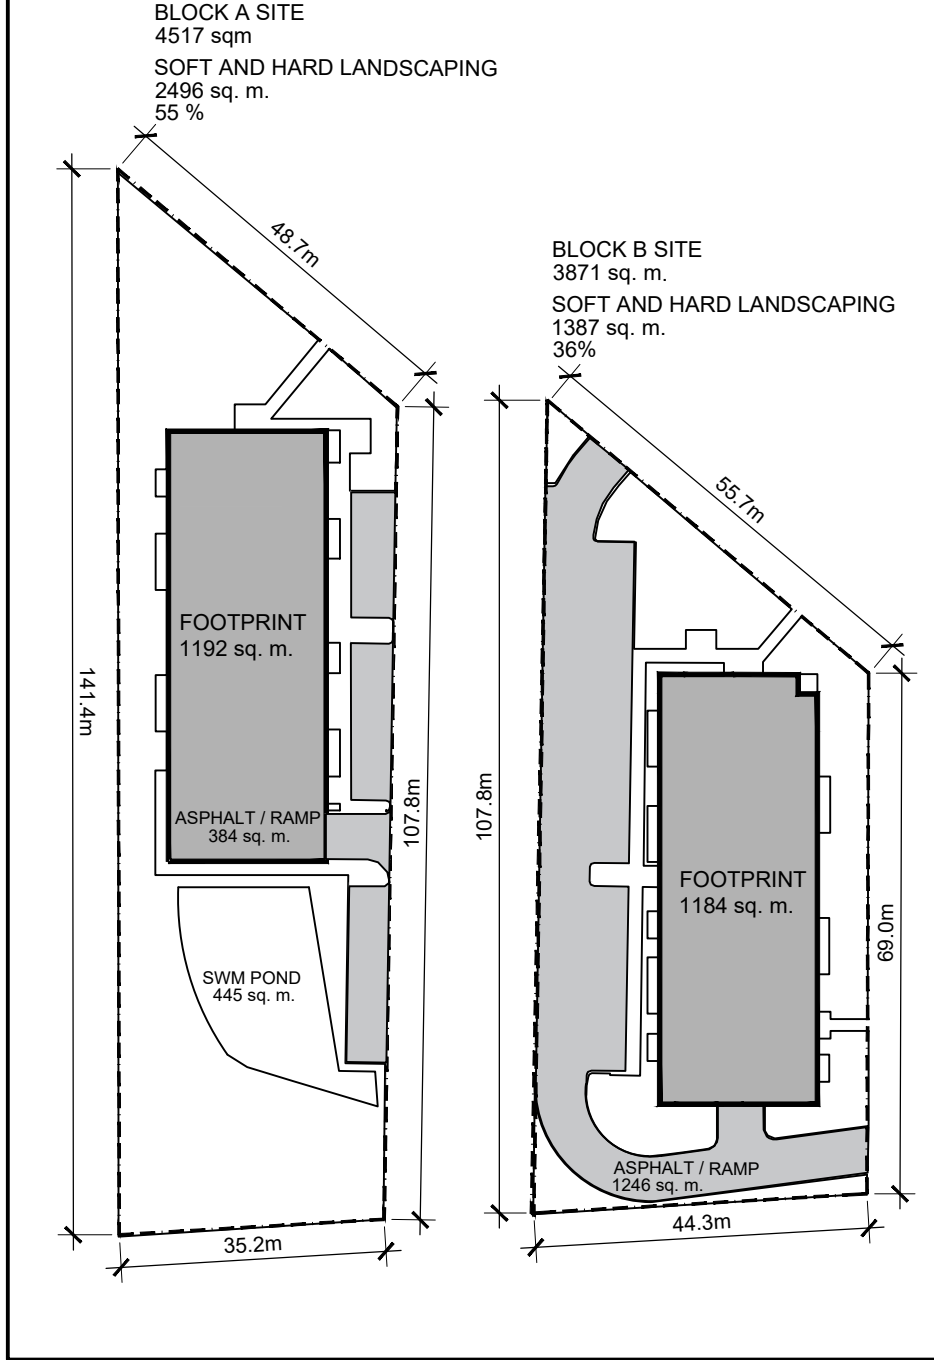 BLOCK A SITE
4517 sqm
SOFT AND HARD LANDSCAPING
2496 sq. m.
55 %
48.7m
BLOCK B SITE
3871 sq. m.
SOFT AND HARD LANDSCAPING
1387 sq. m.
36%
55.7m
FOOTPRINT
1192 sq. m.
141.4m
107.8m
107.8m
ASPHALT / RAMP
384 sq. m.
FOOTPRINT
1184 sq. m.
69.0m
SWM POND
445 sq. m.
ASPHALT / RAMP
1246 sq. m.
35.2m
44.3m